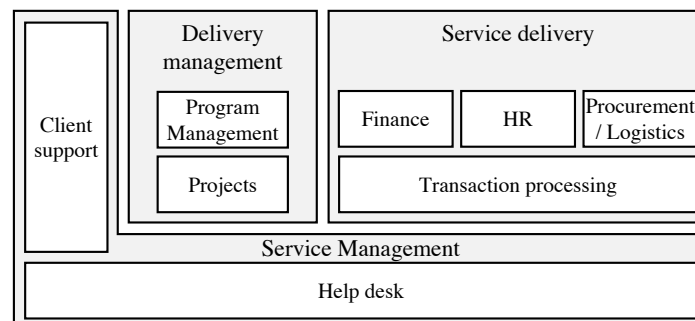 Client
support
Delivery
management
Program
Management
Projects
Service delivery
Finance
HR
Procurement
/ Logistics
Transaction processing
Service Management
Help desk